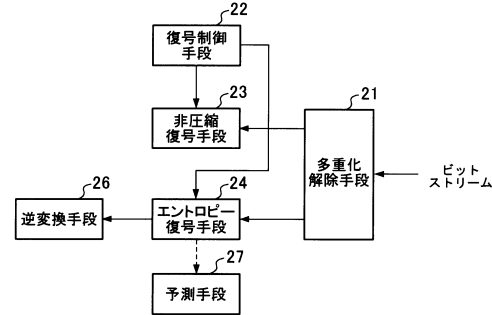 22
復号制御
手段
23
非圧縮
復号手段
21
多重化
解除手段
ビット
ストリーム
26
逆変換手段
24
エントロピー
復号手段
27
予測手段